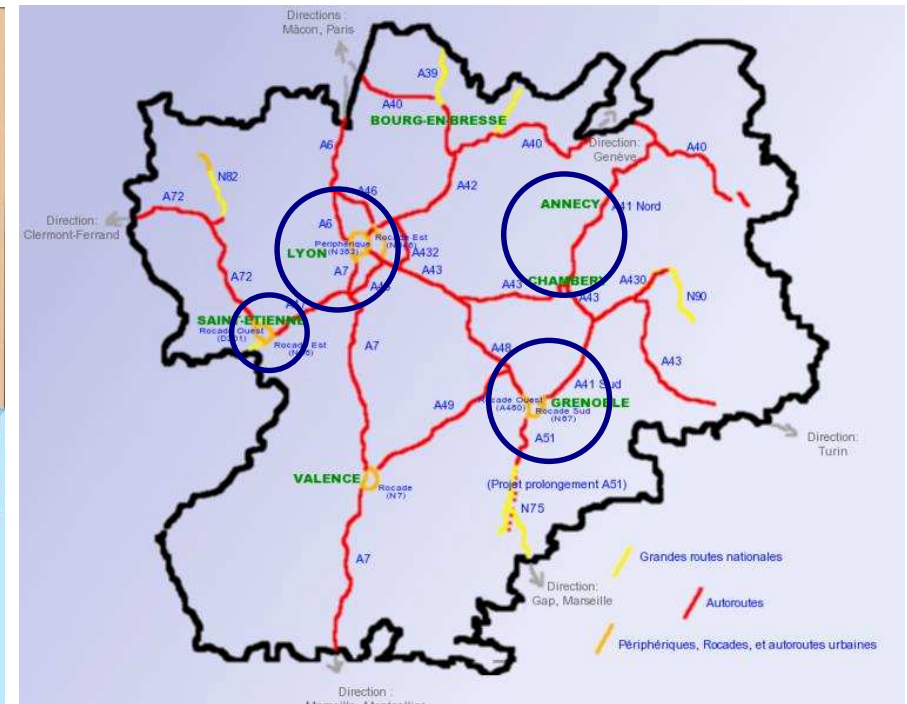 Directions :
Mâcon, Paris
A39
A40
BOURG-EN-BRESSE
A6
A40
Direction:
Genève
A40
N82
A72
A46
A42
ANNECY
A41 Nord
Direction:
Clermont-Ferrand
A6
Rocade Est
Périphérique
(N383)
LYON
A432
A7
A43
A72
CHAMBERY
A430
A43
A43
N90
SAINT-ETIENNE
Rocade Ouest
Rocade Est
A7
A48
A43
A41 Sud
A49
Rocade Ouest
(A480)
GRENOBLE
Rocade Sud
(N87)
A51
Direction:
Turin
VALENCE
Rocade
(N7)
(Projet prolongement A51)
N75
A7
Grandes routes nationales
Direction:
Gap, Marseille
Autoroutes
Périphériques, Rocades, et autoroutes urbaines
Direction :